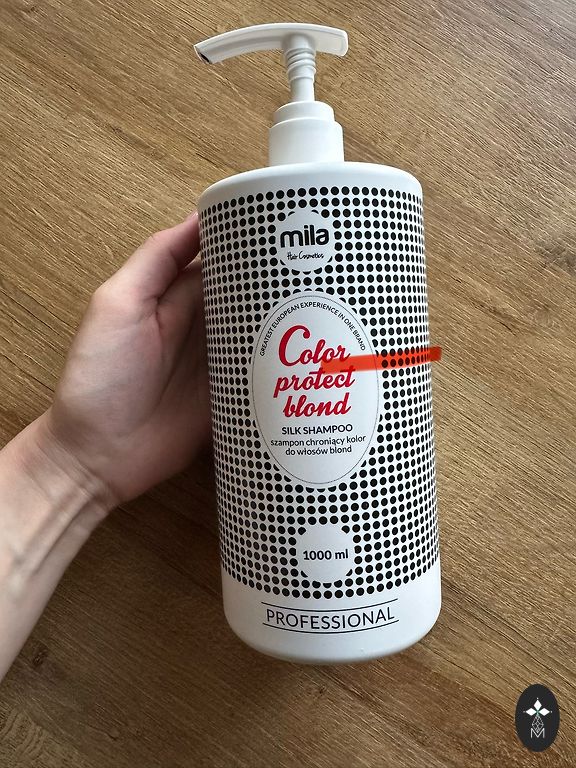 mila
Hair Cosmetics
GREATEST EUROPEAN EXPERIENCE IN ONE BRAND
Color
protect
blond
SILK SHAMPOO
szampon chroniący kolor
do włosów blond
1000 ml
PROFESSIONAL
M